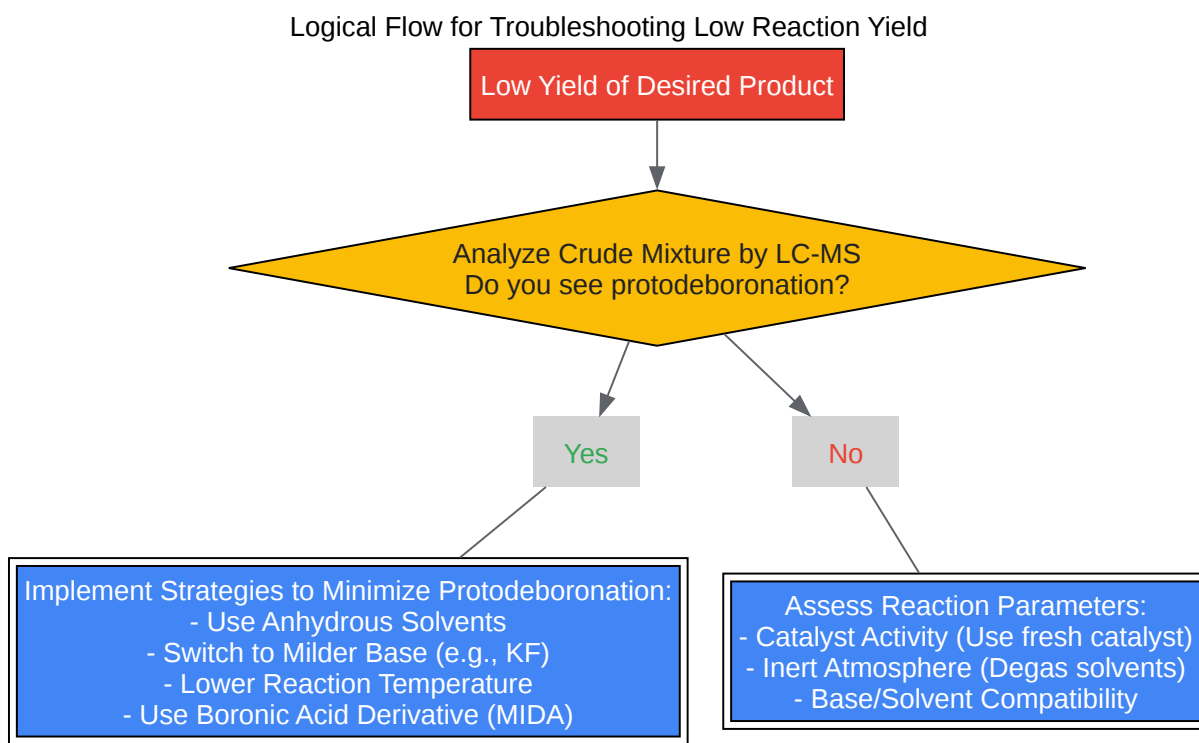 Logical Flow for Troubleshooting Low Reaction Yield
Low Yield of Desired Product
Analyze Crude Mixture by LC-MS
Do you see protodeboronation?
Yes
No
Implement Strategies to Minimize Protodeboronation:
- Use Anhydrous Solvents
- Switch to Milder Base (e.g., KF)
- Lower Reaction Temperature
- Use Boronic Acid Derivative (MIDA)
Assess Reaction Parameters:
- Catalyst Activity (Use fresh catalyst)
- Inert Atmosphere (Degas solvents)
- Base/Solvent Compatibility